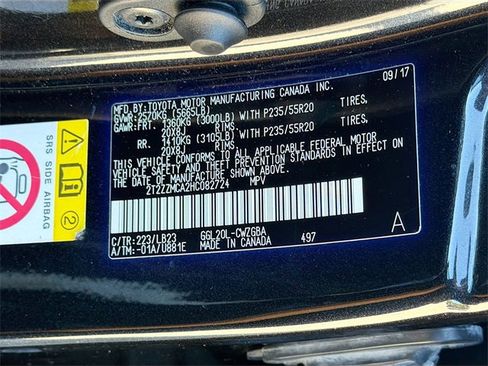 MFD.BY:TOYOTA MOTOR MANUFACTURING CANADA INC. 09/17
GVWR:2570KG (5665LB)
GAWR:FRT. 1360KG (3000LB) WITH P235/55R20 TIRES,
20X8J RIMS,
RR. 1410KG (3105LB) WITH P235/55R20 TIRES,
20X8J RIMS,
THIS VEHICLE CONFORMS TO ALL APPLICABLE FEDERAL MOTOR
VEHICLE SAFETY AND THEFT PREVENTION STANDARDS IN EFFECT ON
THE DATE OF MANUFACTURE SHOWN ABOVE.
2T2ZZMCA2HC082724 MPV
C/TR:223/LB23 GGL20L-CWZGBA A
A/TM:-01A/U881E MADE IN CANADA 497
SRS SIDE AIRBAG